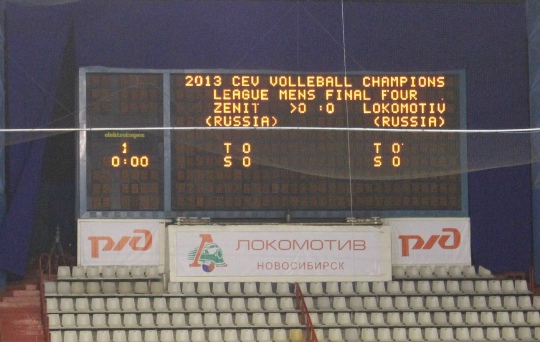 2013 CEV VOLLEBALL CHAMPIONS
LEAGUE MENS FINAL FOUR
ZENIT >0 :0 LOKOMOTIV
(RUSSIA) (RUSSIA)
1 T 0 T 0
0:00 S 0 S 0
РЖД ЛОКОМОТИВ РЖД
НОВОСИБИРСК